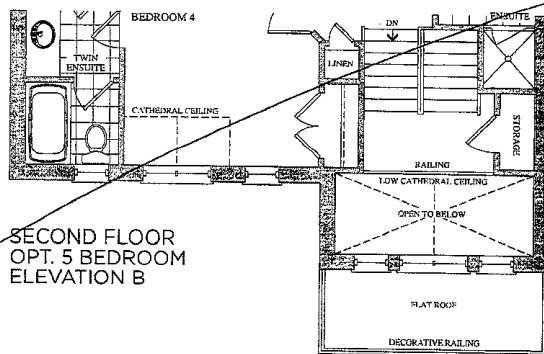 BEDROOM 4
DN
ENSUITE
TWIN
ENSUITE
LINEN
CATHEDRAL CEILING
STORAGE
RAILING
LOW CATHEDRAL CEILING
OPEN TO BELOW
SECOND FLOOR
OPT. 5 BEDROOM
ELEVATION B
FLAT ROOF
DECORATIVE RAILING